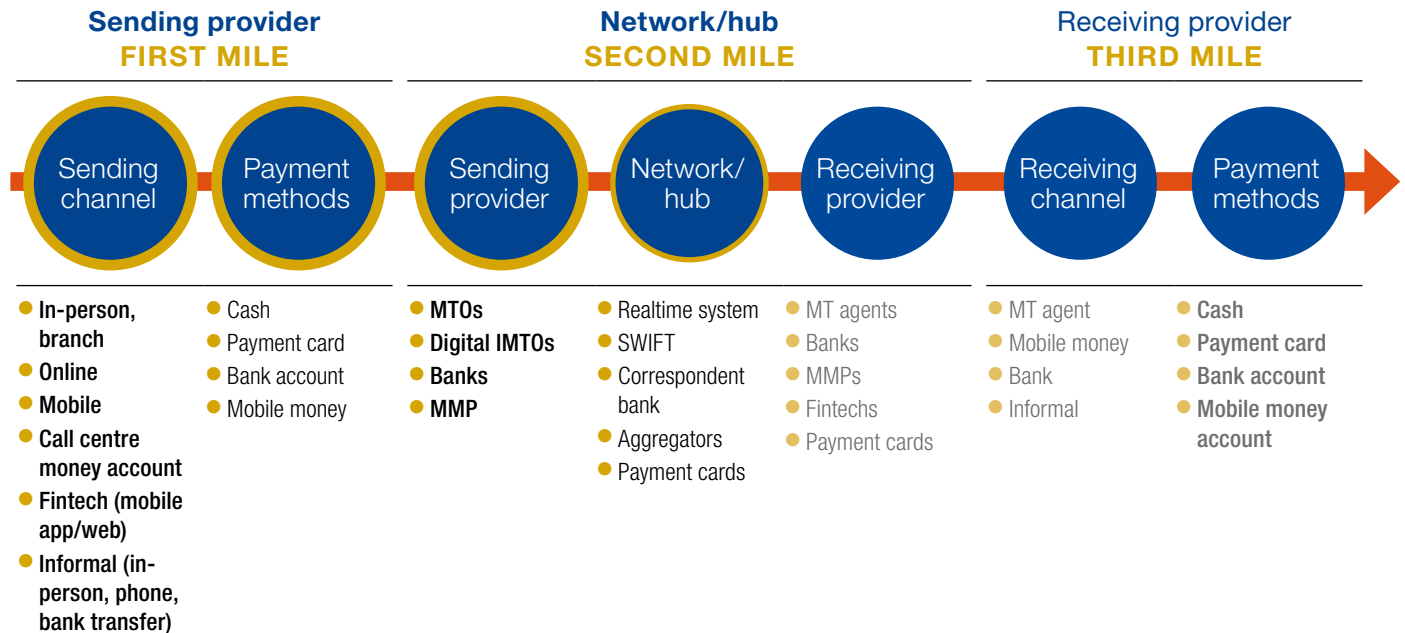 Sending provider
FIRST MILE
Network/hub
SECOND MILE
Receiving provider
THIRD MILE
Sending
channel
Payment
methods
Sending
provider
Network/
hub
Receiving
provider
Receiving
channel
Payment
methods
In-person,
branch
Online
Mobile
Call centre
money account
Fintech (mobile
app/web)
Informal (in-
person, phone,
bank transfer)
Cash
Payment card
Bank account
Mobile money
MTOs
Digital IMTOs
Banks
MMP
Realtime system
SWIFT
Correspondent
bank
Aggregators
Payment cards
MT agents
Banks
MMPs
Fintechs
Payment cards
MT agent
Mobile money
Bank
Informal
Cash
Payment card
Bank account
Mobile money
account